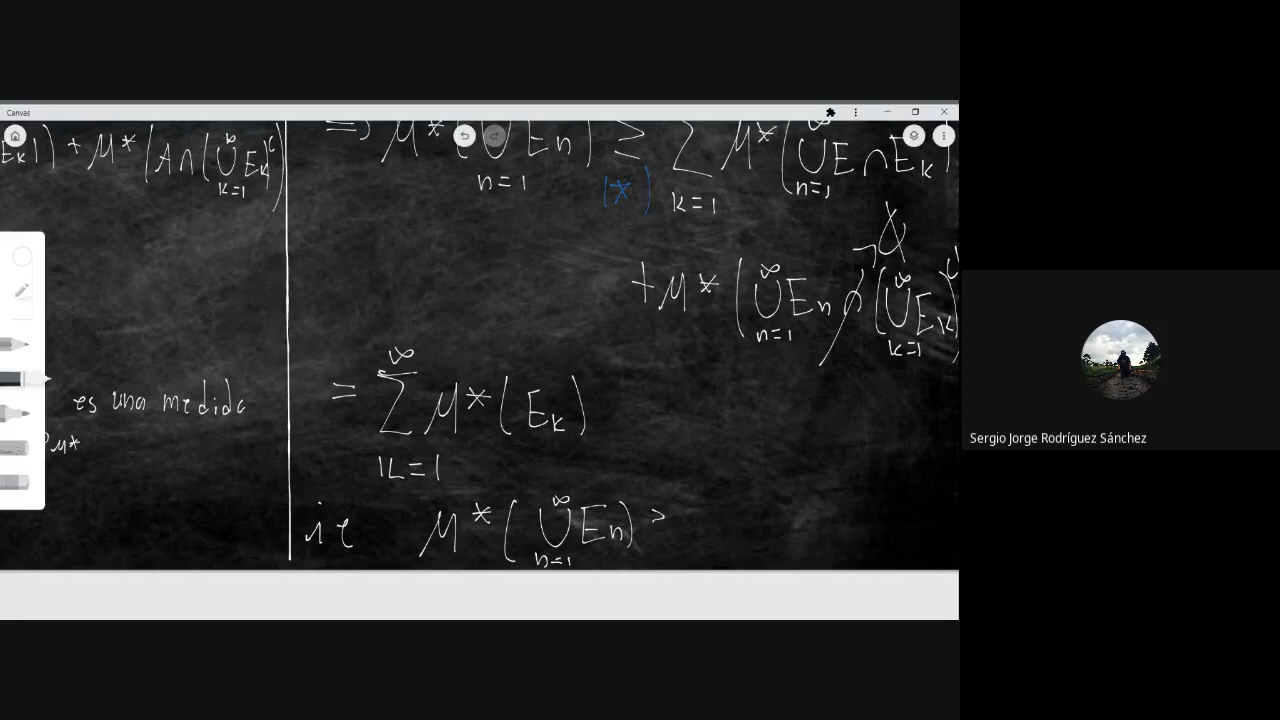 Canvas
Ek)) + μ*(A∩(∪_{k=1}^{∞} Ek)^c)
es una medida
μ*
=> μ*(∪_{n=1} En) ≥ ∑_{k=1} μ*(∪_{n=1}^{∞} E∩Ek)
(*)
+μ*(∪_{n=1}^{∞} En ∩ (∪_{k=1}^{∞} Ek)^c
= ∑_{k=1}^{∞} μ*(Ek)
ie μ*(∪_{n=1}^{∞} En) >
Sergio Jorge Rodríguez Sánchez